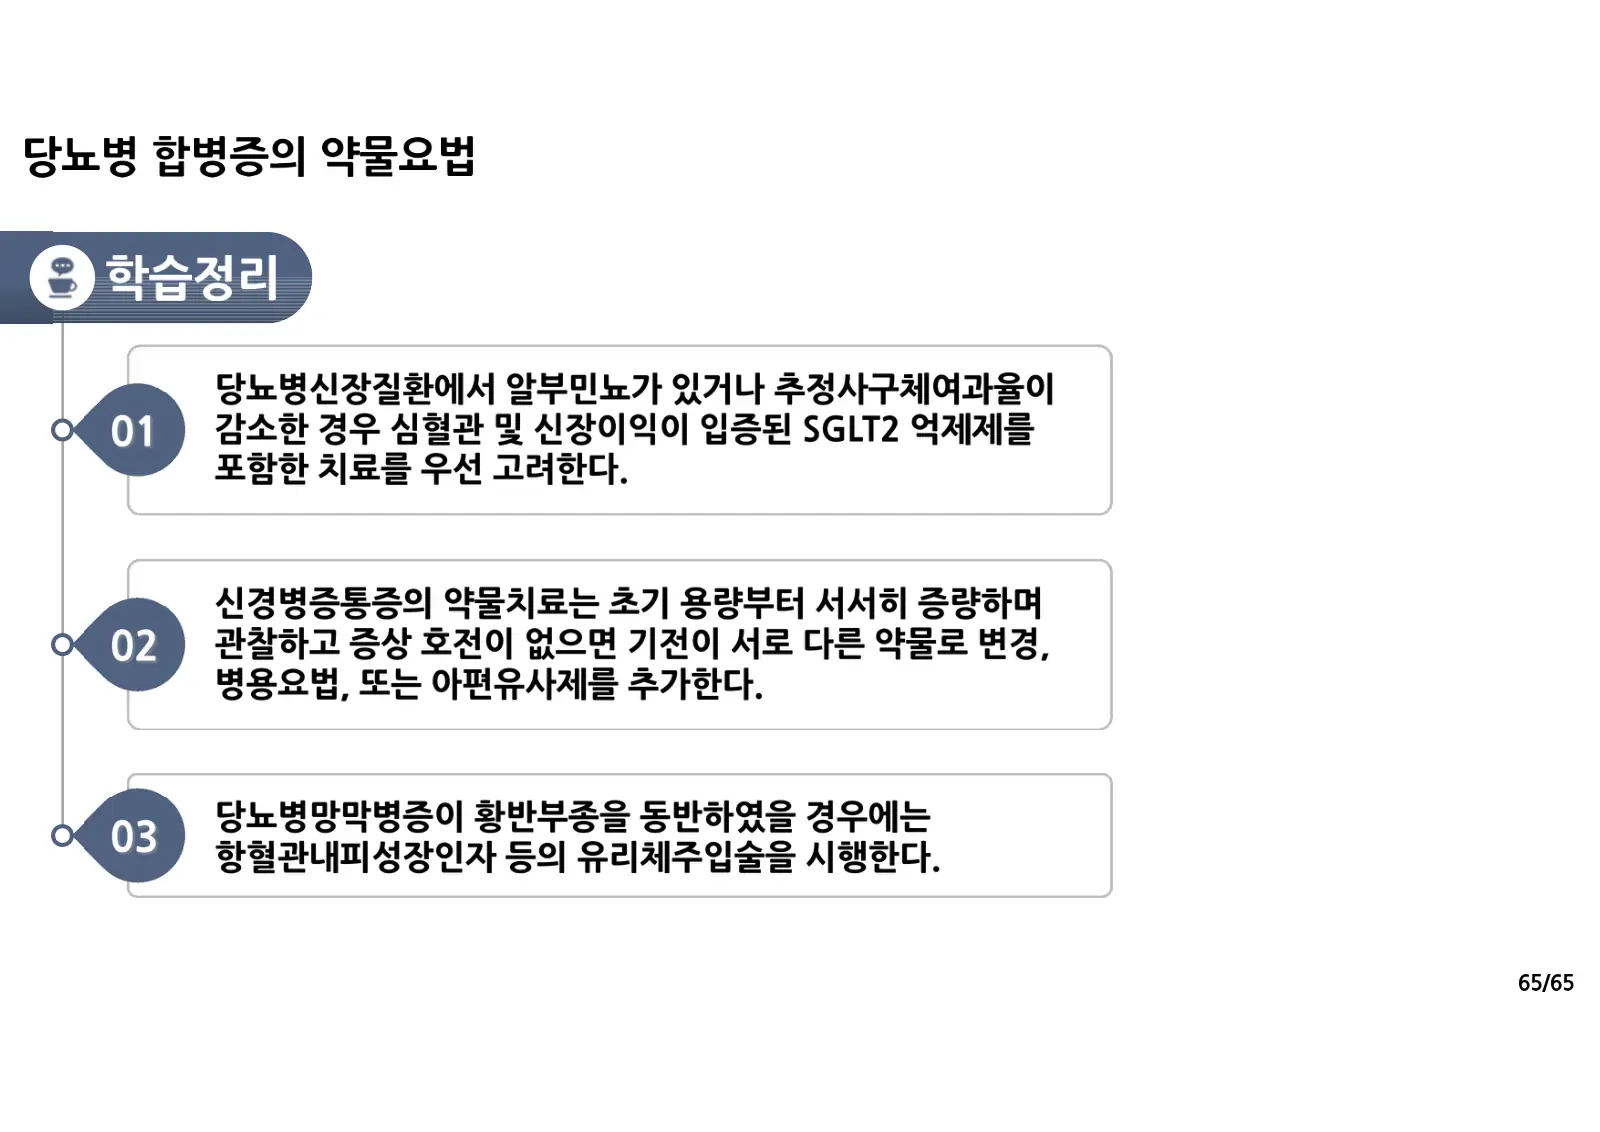 당뇨병 합병증의 약물요법
학습정리
01
당뇨병신장질환에서 알부민뇨가 있거나 추정사구체여과율이
감소한 경우 심혈관 및 신장이익이 입증된 SGLT2 억제제를
포함한 치료를 우선 고려한다.
02
신경병증통증의 약물치료는 초기 용량부터 서서히 증량하며
관찰하고 증상 호전이 없으면 기전이 서로 다른 약물로 변경,
병용요법, 또는 아편유사제를 추가한다.
03
당뇨병망막병증이 황반부종을 동반하였을 경우에는
항혈관내피성장인자 등의 유리체주입술을 시행한다.
65/65